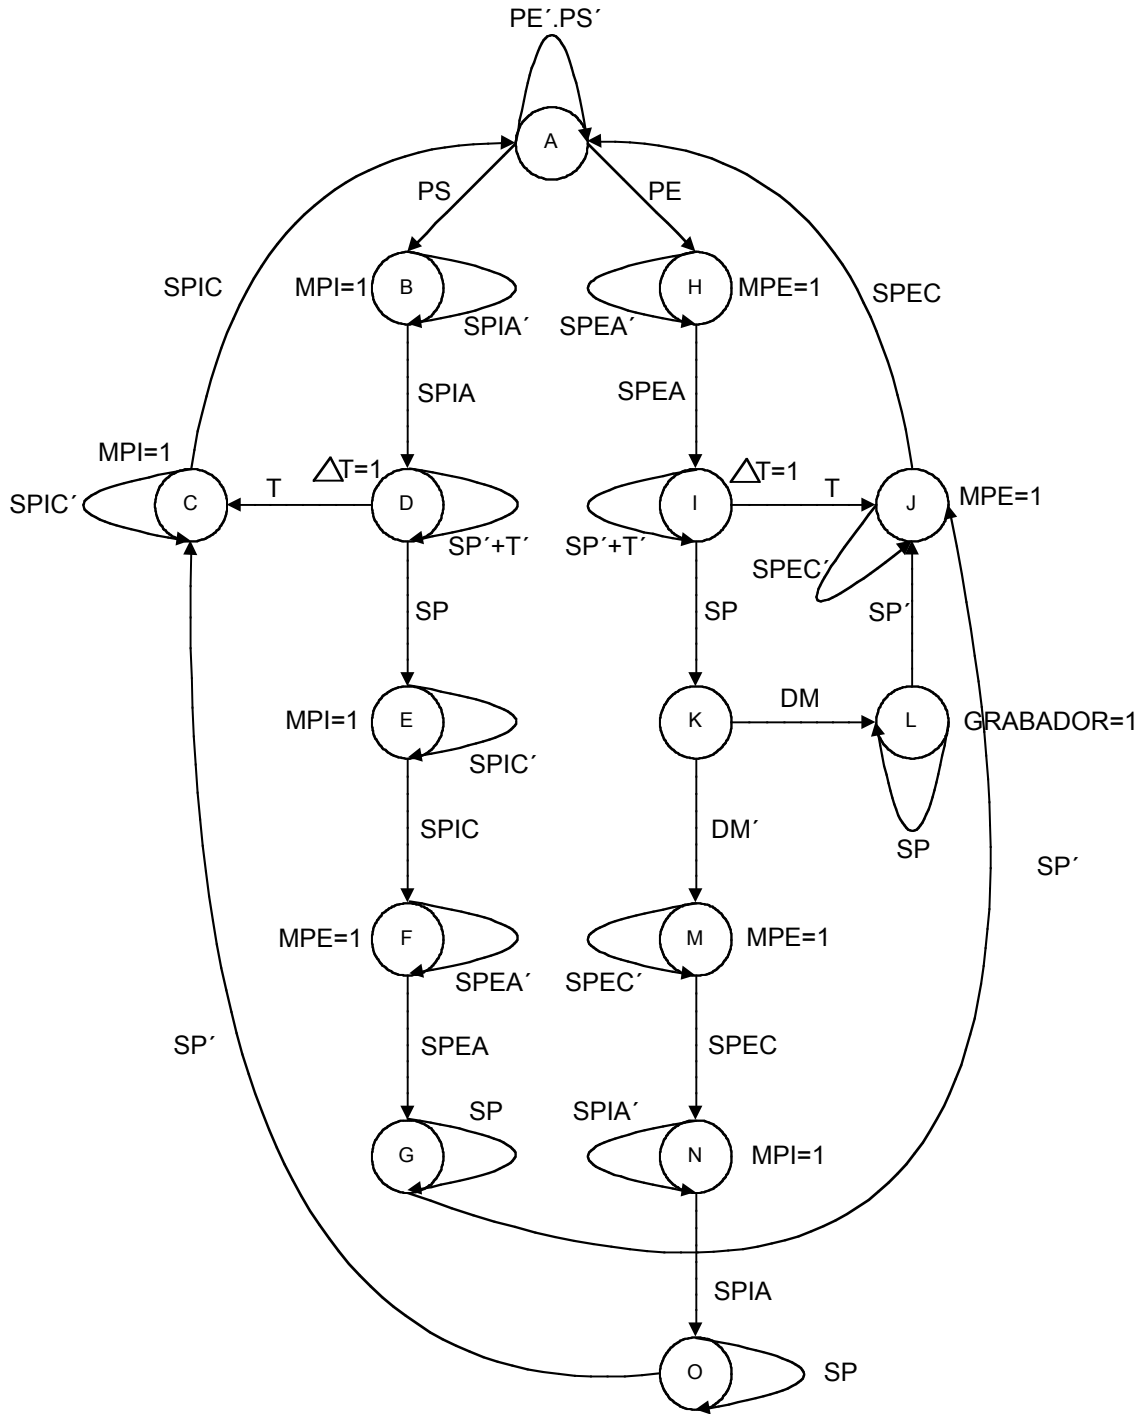 PE´.PS´
A
PS
PE
SPIC
MPI=1
B
SPIA´
SPEA´
H
MPE=1
SPEC
SPIA
SPEA
MPI=1
SPIC´
C
T
△T=1
D
SP´+T´
SP´+T´
I
△T=1
T
J
MPE=1
SPEC´
SP´
SP
SP
MPI=1
E
SPIC´
K
DM
L
GRABADOR=1
SP
SPIC
DM´
SP´
MPE=1
F
SPEA´
SPEC´
M
MPE=1
SP´
SPEA
SPEC
G
SP
SPIA´
N
MPI=1
SPIA
O
SP